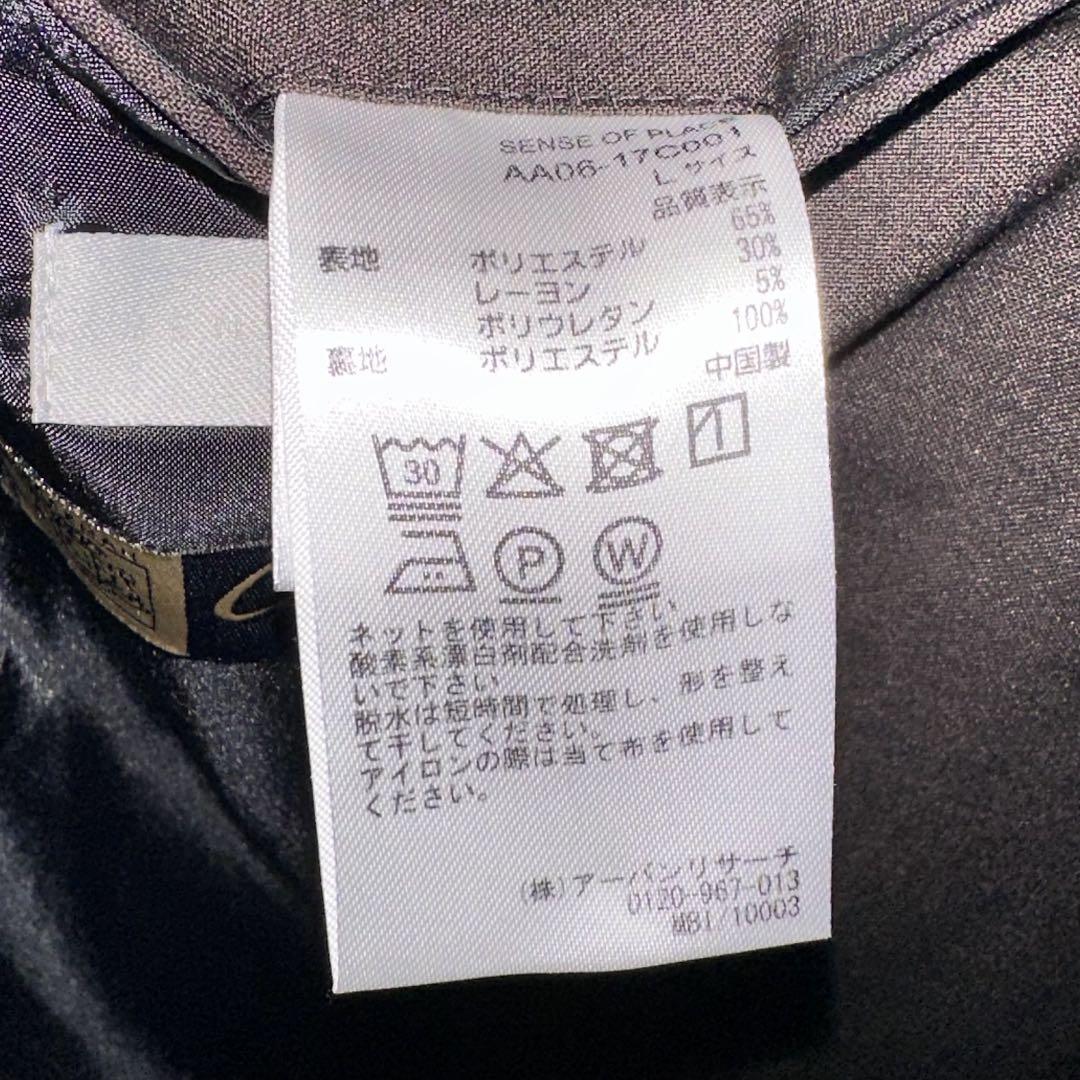 SENSE OF PLACE
AA06-17C001
L サイズ
品質表示
表地 ポリエステル 65%
レーヨン 30%
ポリウレタン 5%
裏地 ポリエステル 100%
中国製
30
P W
ネットを使用して下さい
酸素系漂白剤配合洗剤を使用しな
いで下さい
脱水は短時間で処理し、形を整え
て干してください。
アイロンの際は当て布を使用して
ください。
(株)アーバンリサーチ
0120-967-013
MB1/10003